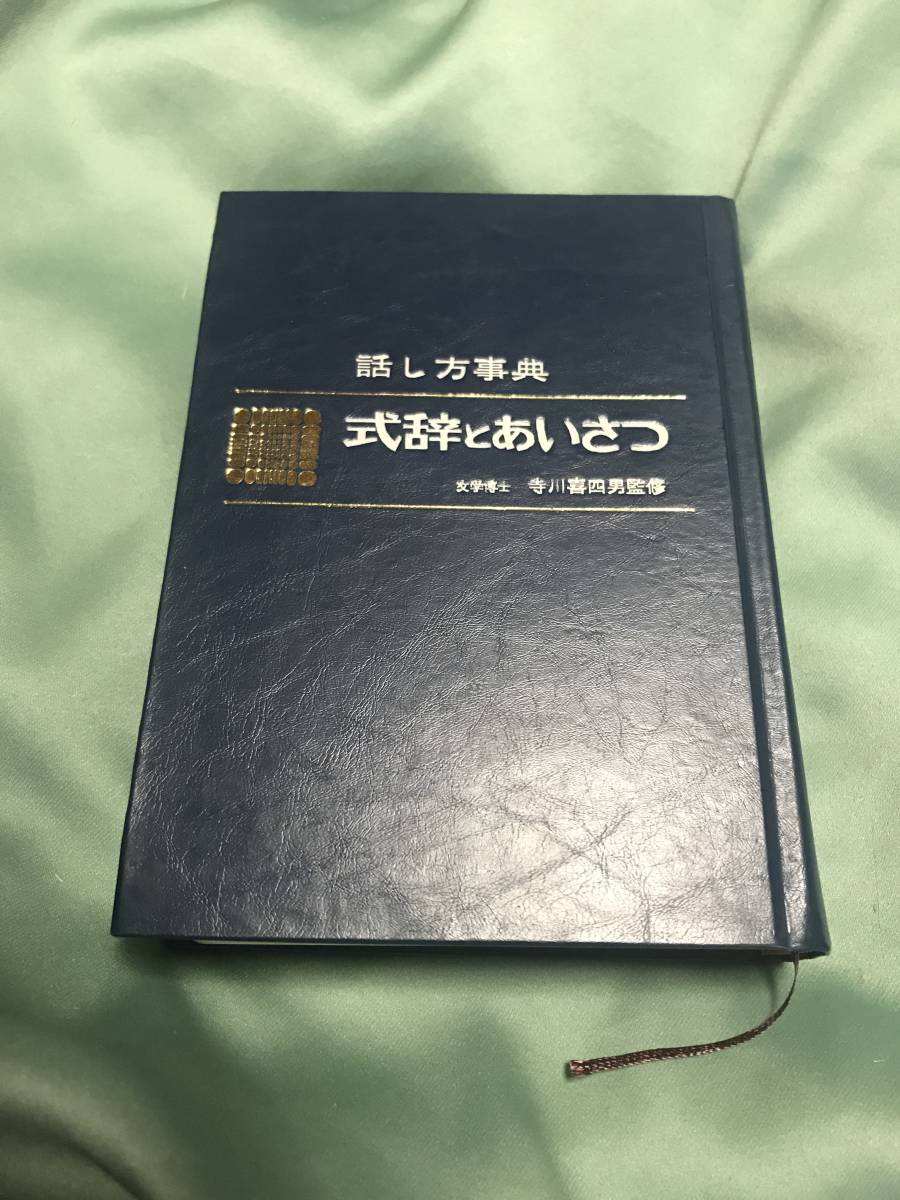 話し方事典
式辞とあいさつ
文学博士 寺川喜四男監修